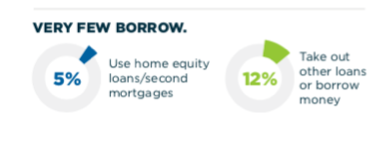 VERY FEW BORROW.
5%
Use home equity
loans/second
mortgages
12%
Take out
other loans
or borrow
money